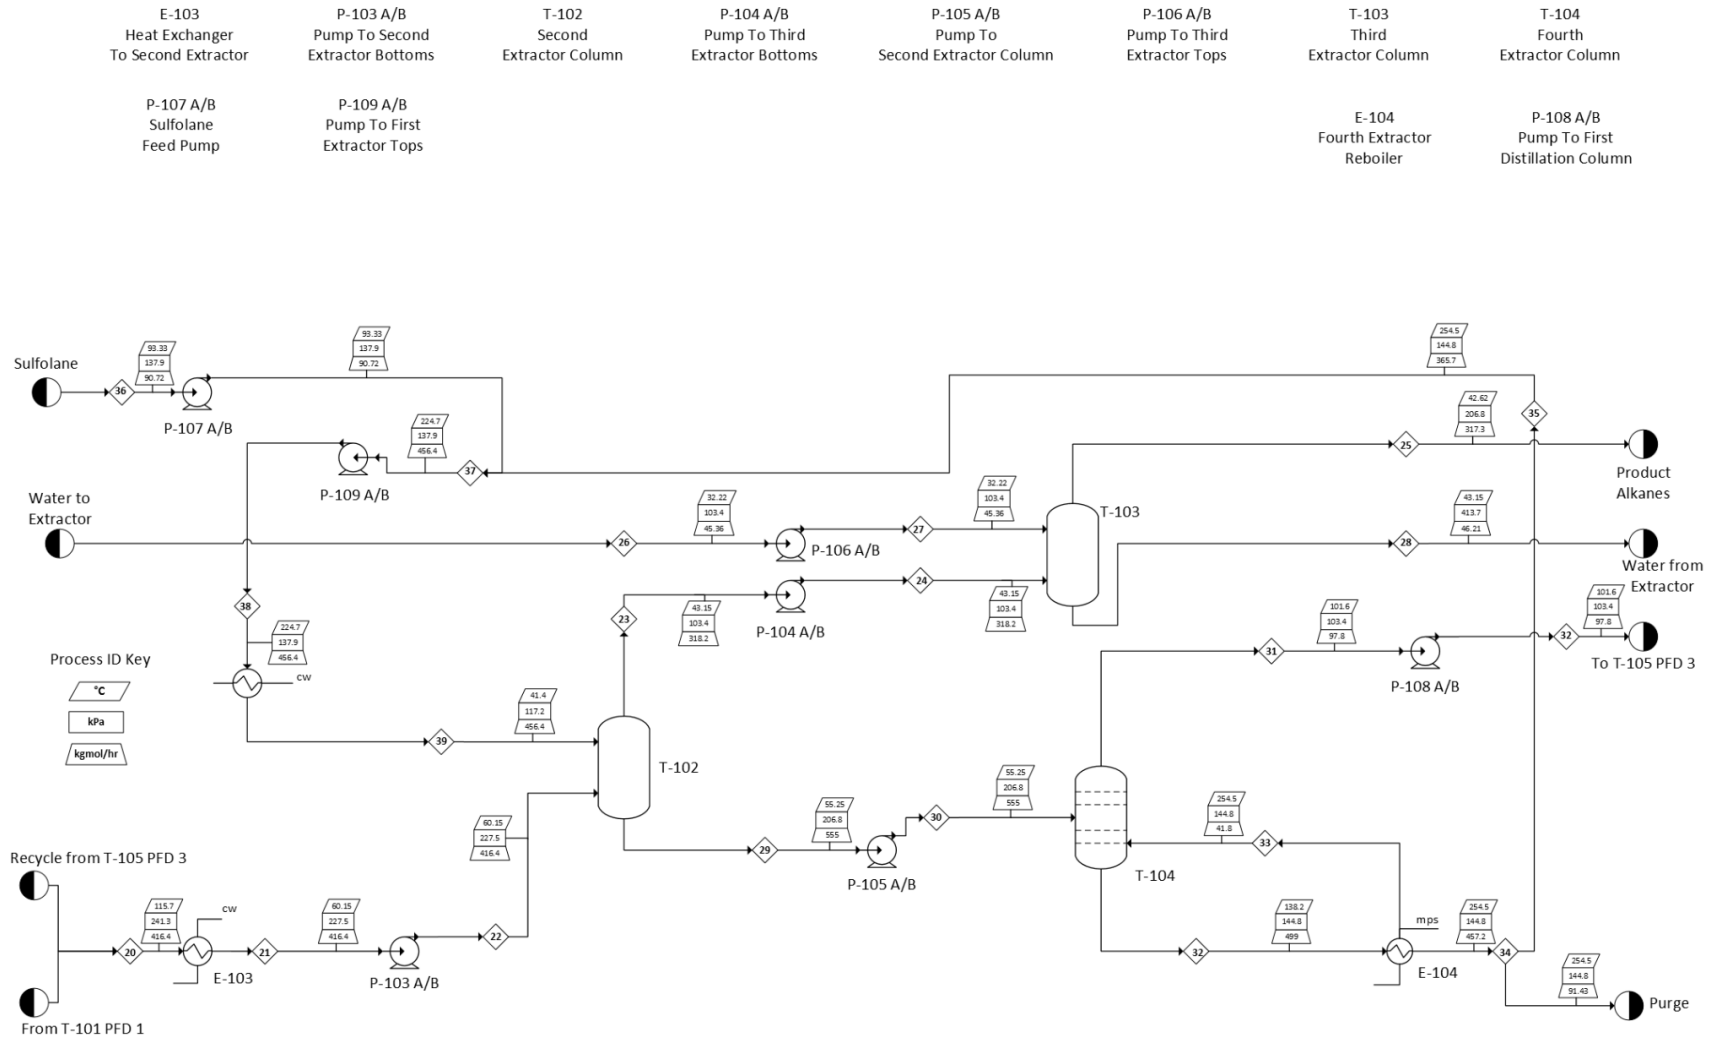 E-103
Heat Exchanger
To Second Extractor
P-103 A/B
Pump To Second
Extractor Bottoms
T-102
Second
Extractor Column
P-104 A/B
Pump To Third
Extractor Bottoms
P-105 A/B
Pump To
Second Extractor Column
P-106 A/B
Pump To Third
Extractor Tops
T-103
Third
Extractor Column
T-104
Fourth
Extractor Column
P-107 A/B
Sulfolane
Feed Pump
P-109 A/B
Pump To First
Extractor Tops
E-104
Fourth Extractor
Reboiler
P-108 A/B
Pump To First
Distillation Column
Sulfolane
36
93.33
137.9
90.72
P-107 A/B
93.33
137.9
90.72
254.5
144.8
365.7
35
42.62
206.8
317.3
25
Product
Alkanes
224.7
137.9
456.4
37
P-109 A/B
Water to
Extractor
26
32.22
103.4
45.36
P-106 A/B
27
32.22
103.4
45.36
T-103
43.15
413.7
46.21
28
Water from
Extractor
23
43.15
103.4
318.2
P-104 A/B
24
43.15
103.4
318.2
38
224.7
137.9
456.4
cw
Process ID Key
°C
kPa
kgmol/hr
31
101.6
103.4
97.8
P-108 A/B
32
101.6
103.4
97.8
To T-105 PFD 3
39
41.4
117.2
456.4
T-102
60.15
227.5
416.4
29
55.25
206.8
555
P-105 A/B
30
55.25
206.8
555
T-104
254.5
144.8
41.8
33
Recycle from T-105 PFD 3
20
115.7
241.3
416.4
cw
E-103
21
60.15
227.5
416.4
P-103 A/B
22
32
138.2
144.8
499
mps
E-104
254.5
144.8
457.2
34
254.5
144.8
91.43
Purge
From T-101 PFD 1